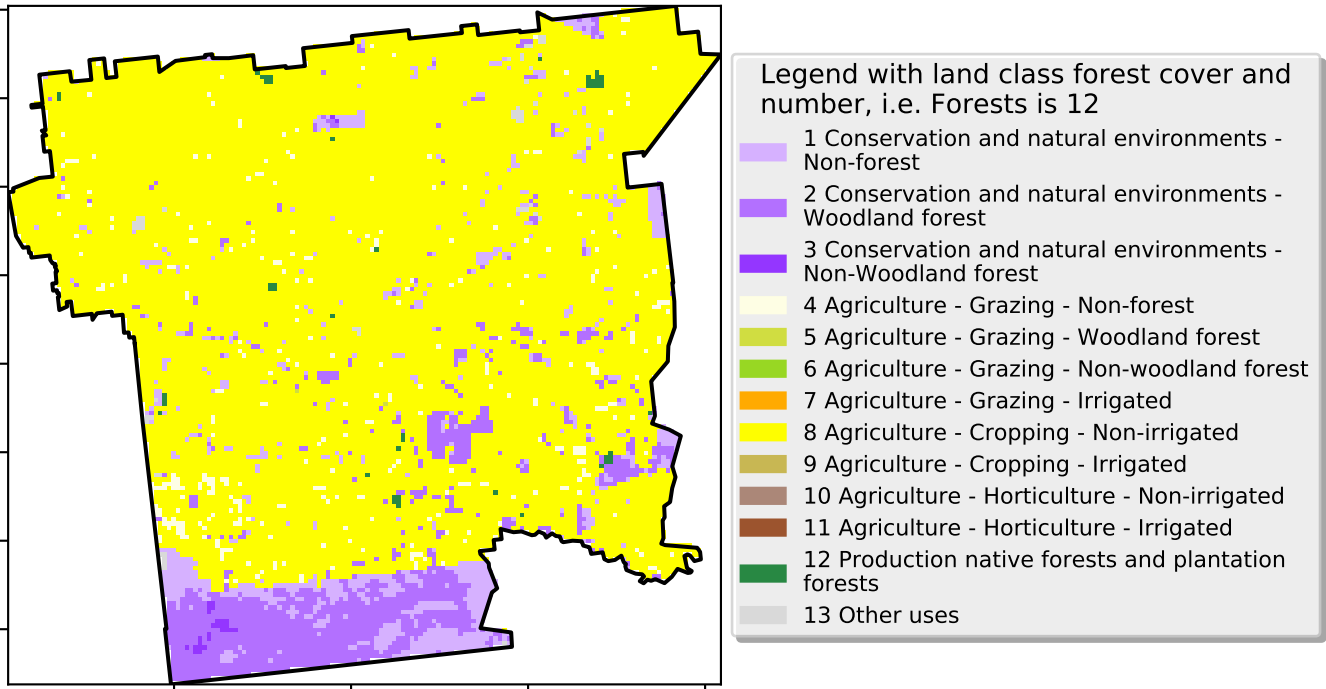 Legend with land class forest cover and
number, i.e. Forests is 12
1 Conservation and natural environments -
Non-forest
2 Conservation and natural environments -
Woodland forest
3 Conservation and natural environments -
Non-Woodland forest
4 Agriculture - Grazing - Non-forest
5 Agriculture - Grazing - Woodland forest
6 Agriculture - Grazing - Non-woodland forest
7 Agriculture - Grazing - Irrigated
8 Agriculture - Cropping - Non-irrigated
9 Agriculture - Cropping - Irrigated
10 Agriculture - Horticulture - Non-irrigated
11 Agriculture - Horticulture - Irrigated
12 Production native forests and plantation
forests
13 Other uses